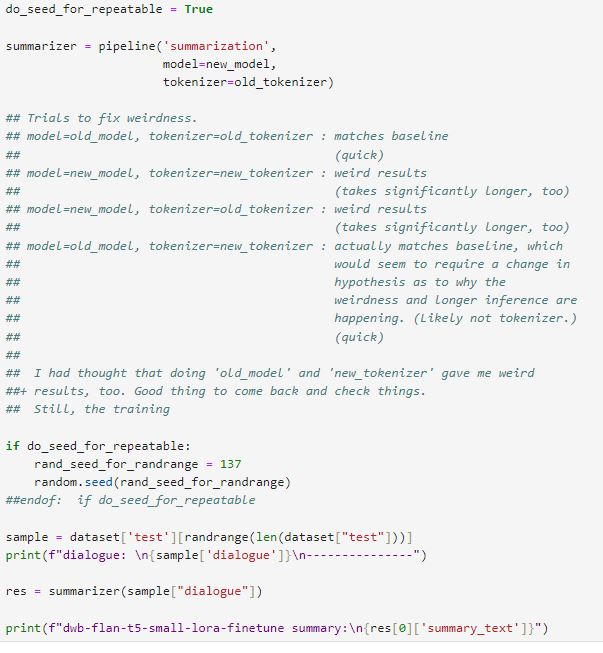 do_seed_for_repeatable = True
summarizer = pipeline('summarization',
                      model=new_model,
                      tokenizer=old_tokenizer)
## Trials to fix weirdness.
## model=old_model, tokenizer=old_tokenizer : matches baseline
##                                            (quick)
## model=new_model, tokenizer=new_tokenizer : weird results
##                                            (takes significantly longer, too)
## model=new_model, tokenizer=old_tokenizer : weird results
##                                            (takes significantly longer, too)
## model=old_model, tokenizer=new_tokenizer : actually matches baseline, which
##                                            would seem to require a change in
##                                            hypothesis as to why the
##                                            weirdness and longer inference are
##                                            happening. (Likely not tokenizer.)
##                                            (quick)
##
##  I had thought that doing 'old_model' and 'new_tokenizer' gave me weird
##+ results, too. Good thing to come back and check things.
##  Still, the training
if do_seed_for_repeatable:
    rand_seed_for_randrange = 137
    random.seed(rand_seed_for_randrange)
##endof:  if do_seed_for_repeatable
sample = dataset['test'][randrange(len(dataset["test"]))]
print(f"dialogue: \n{sample['dialogue']}\n---------------")
res = summarizer(sample["dialogue"])
print(f"dwb-flan-t5-small-lora-finetune summary:\n{res[0]['summary_text']}")